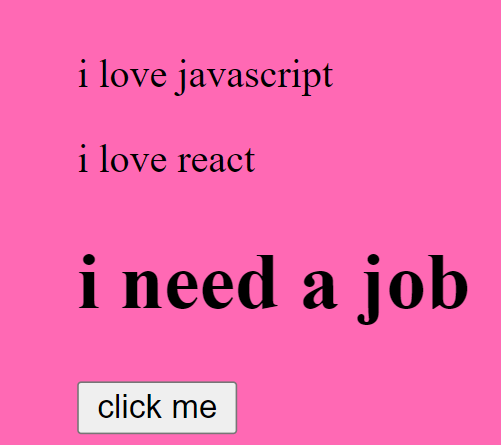 i love javascript
i love react
i need a job
click me